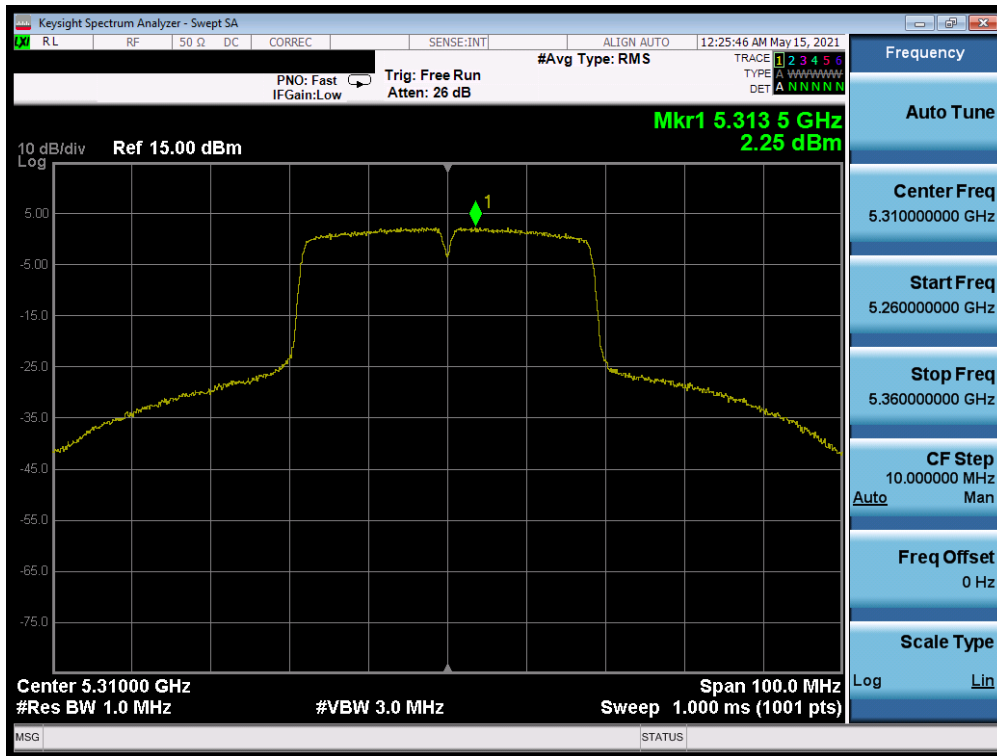 Keysight Spectrum Analyzer - Swept SA
LXI RL RF 50 Ω DC CORREC SENSE:INT ALIGN AUTO 12:25:46 AM May 15, 2021
#Avg Type: RMS
TRACE 1 2 3 4 5 6
TYPE A WWWWW
DET A N N N N N
PNO: Fast
IFGain:Low
Trig: Free Run
Atten: 26 dB
Mkr1 5.313 5 GHz
2.25 dBm
10 dB/div
Log
Ref 15.00 dBm
1
5.00
-5.00
-15.0
-25.0
-35.0
-45.0
-55.0
-65.0
-75.0
Center 5.31000 GHz
Span 100.0 MHz
#Res BW 1.0 MHz
#VBW 3.0 MHz
Sweep 1.000 ms (1001 pts)
MSG
STATUS
Frequency
Auto Tune
Center Freq
5.310000000 GHz
Start Freq
5.260000000 GHz
Stop Freq
5.360000000 GHz
CF Step
10.000000 MHz
Auto Man
Freq Offset
0 Hz
Scale Type
Log Lin